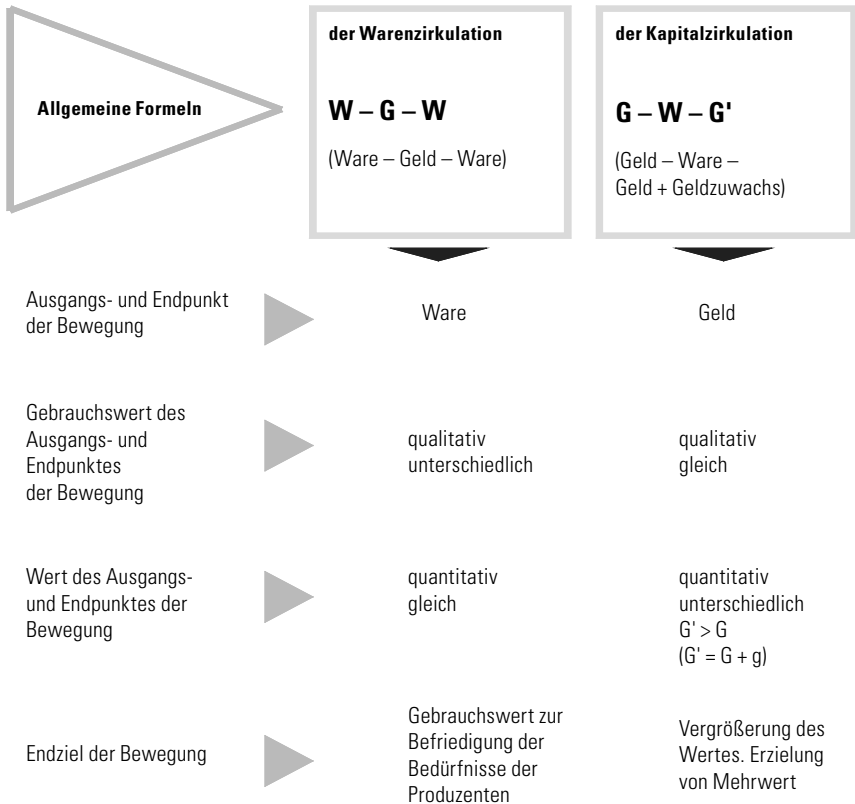 Allgemeine Formeln
der Warenzirkulation
W – G – W
(Ware – Geld – Ware)
der Kapitalzirkulation
G – W – G'
(Geld – Ware –
Geld + Geldzuwachs)
Ausgangs- und Endpunkt
der Bewegung
Ware
Geld
Gebrauchswert des
Ausgangs- und
Endpunktes
der Bewegung
qualitativ
unterschiedlich
qualitativ
gleich
Wert des Ausgangs-
und Endpunktes der
Bewegung
quantitativ
gleich
quantitativ
unterschiedlich
G' > G
(G' = G + g)
Endziel der Bewegung
Gebrauchswert zur
Befriedigung der
Bedürfnisse der
Produzenten
Vergrößerung des
Wertes. Erzielung
von Mehrwert